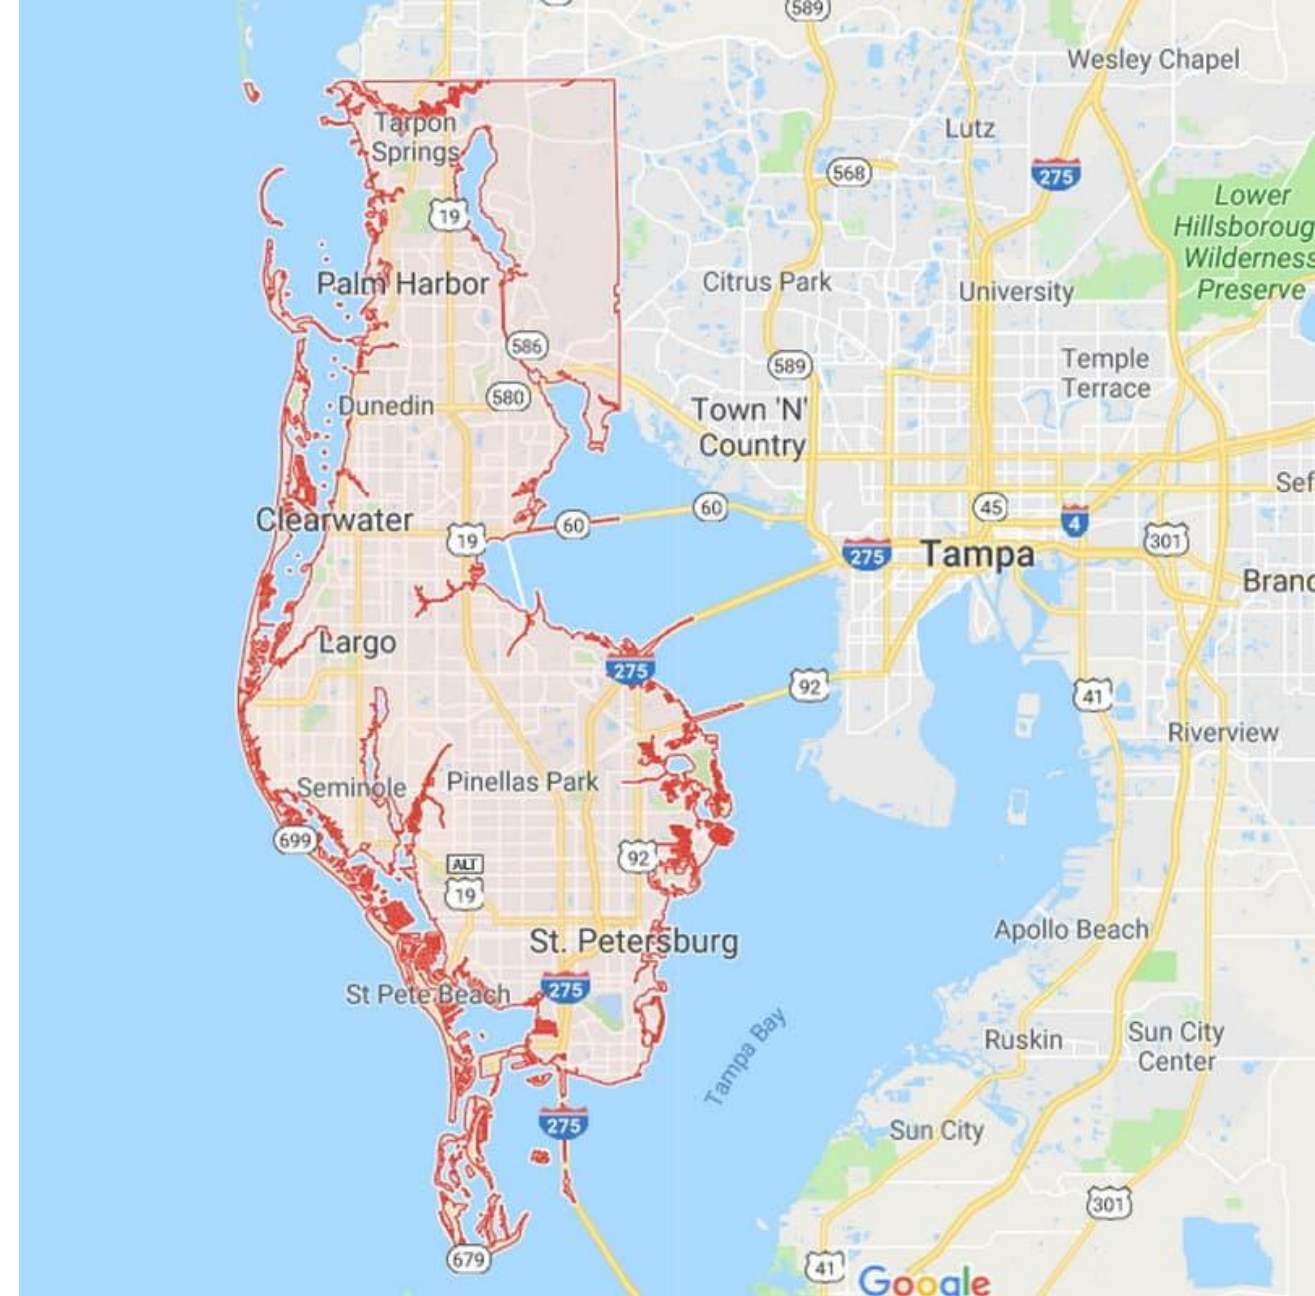 589
Wesley Chapel
Lutz
Tarpon
Springs
568
275
Lower
Hillsboroug
Wilderness
Preserve
19
Palm Harbor
Citrus Park
University
586
589
Temple
Terrace
580
Dunedin
Town 'N'
Country
Sef
Clearwater
60
60
45
4
19
275
Tampa
301
Branc
Largo
275
92
41
Riverview
Seminole
Pinellas Park
699
92
ALT
19
St. Petersburg
Apollo Beach
St Pete Beach
275
Tampa Bay
Ruskin
Sun City
Center
275
Sun City
301
679
41
Google